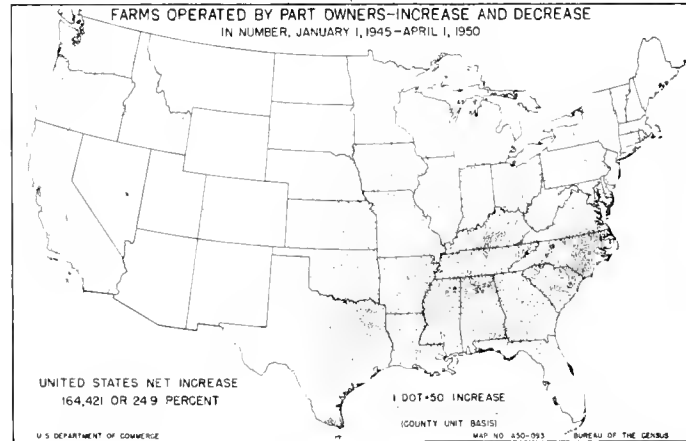 FARMS OPERATED BY PART OWNERS-INCREASE AND DECREASE
IN NUMBER, JANUARY 1, 1945-APRIL 1, 1950
UNITED STATES NET INCREASE
164,421 OR 24.9 PERCENT
1 DOT=50 INCREASE
(COUNTY UNIT BASIS)
U S DEPARTMENT OF COMMERCE
MAP NO. A50-093
BUREAU OF THE CENSUS